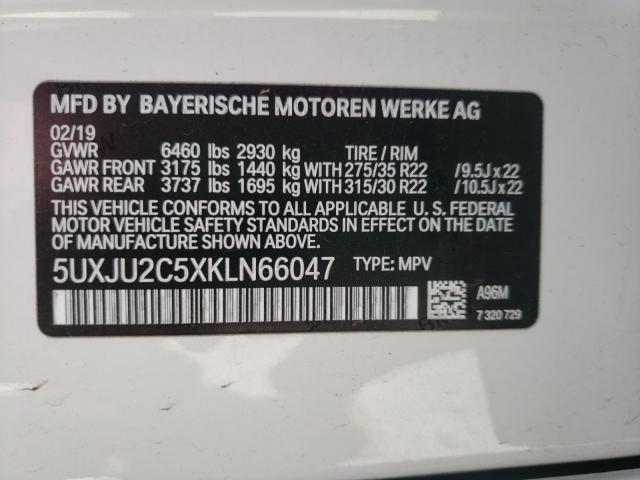 MFD BY BAYERISCHE MOTOREN WERKE AG
02/19
GVWR 6460 lbs 2930 kg TIRE / RIM
GAWR FRONT 3175 lbs 1440 kg WITH 275/35 R22 / 9.5J x 22
GAWR REAR 3737 lbs 1695 kg WITH 315/30 R22 / 10.5J x 22
THIS VEHICLE CONFORMS TO ALL APPLICABLE U. S. FEDERAL
MOTOR VEHICLE SAFETY STANDARDS IN EFFECT ON THE
DATE OF MANUFACTURE SHOWN ABOVE.
5UXJU2C5XKLN66047 TYPE: MPV
A96M
7 320 729